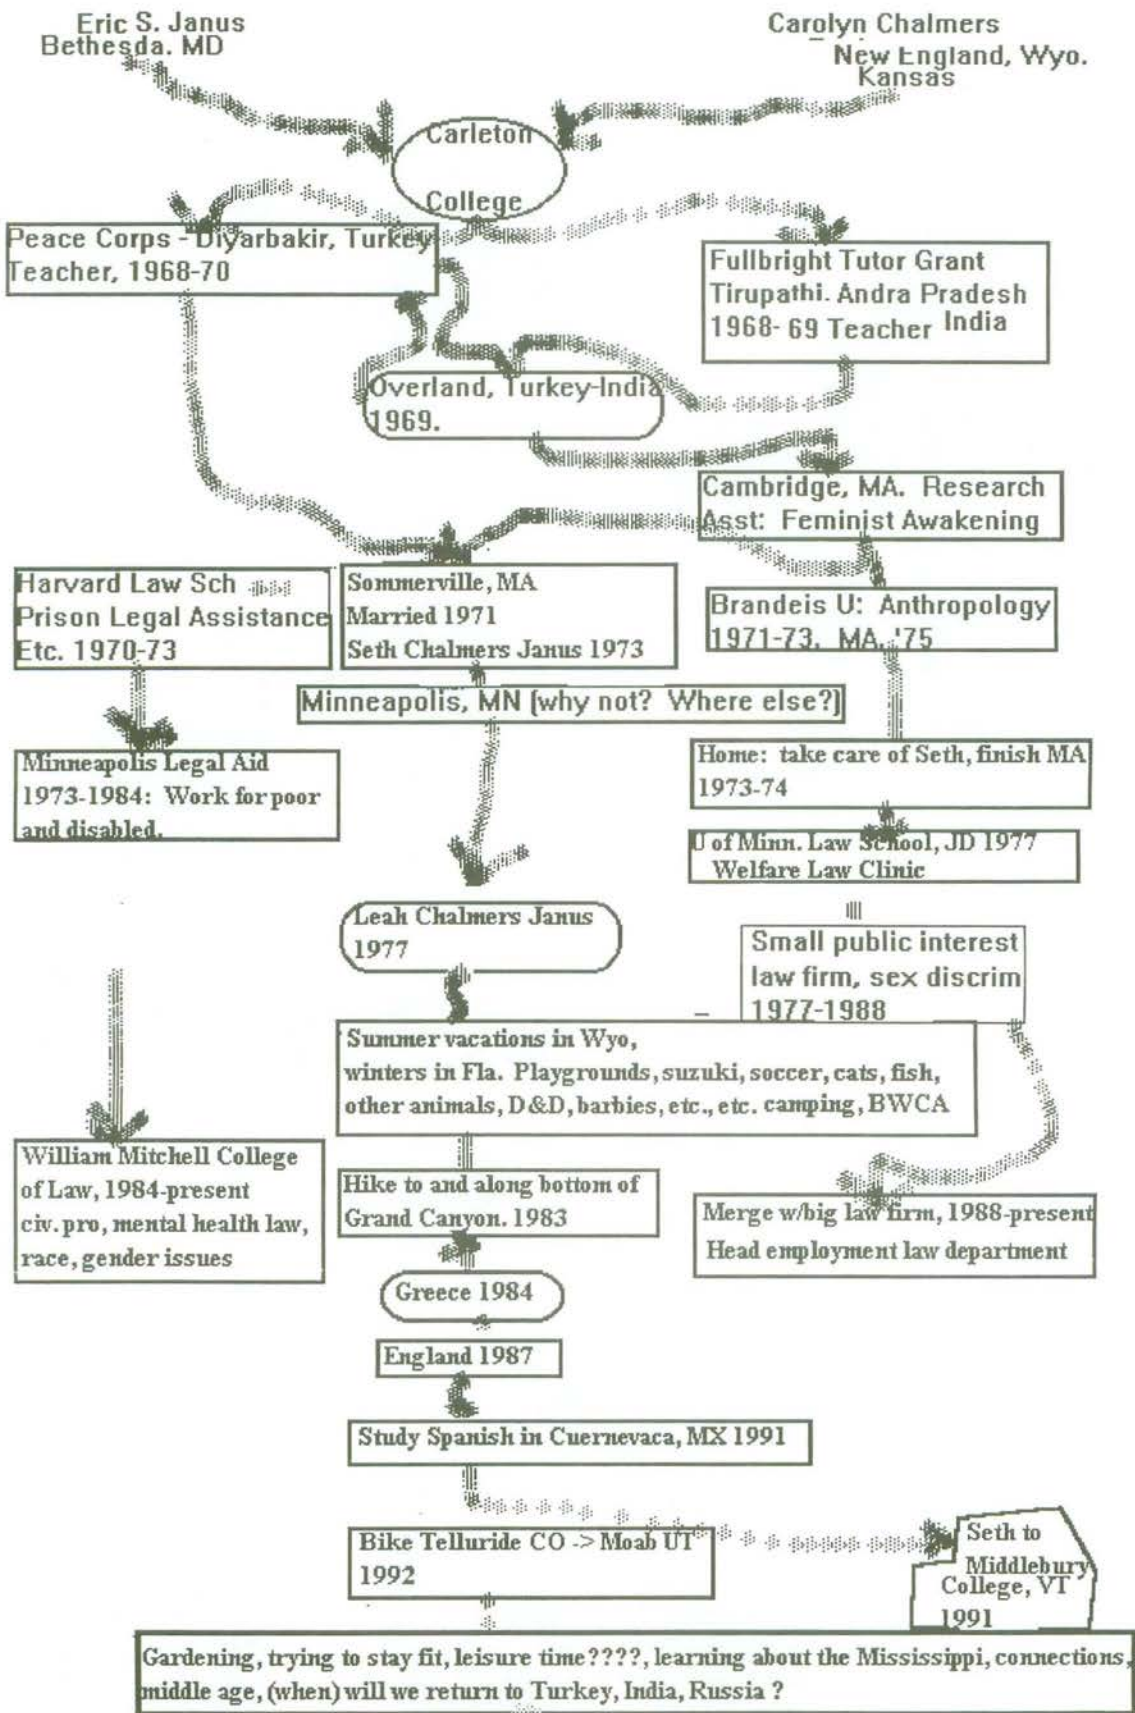 Eric S. Janus
Bethesda. MD
Carolyn Chalmers
New England, Wyo.
Kansas
Carleton
College
Peace Corps - Diyarbakir, Turkey
Teacher, 1968-70
Fullbright Tutor Grant
Tirupathi. Andra Pradesh
1968- 69 Teacher India
Overland, Turkey-India
1969.
Cambridge, MA. Research
Asst: Feminist Awakening
Harvard Law Sch
Prison Legal Assistance
Etc. 1970-73
Sommerville, MA
Married 1971
Seth Chalmers Janus 1973
Brandeis U: Anthropology
1971-73. MA. '75
Minneapolis, MN (why not? Where else?)
Minneapolis Legal Aid
1973-1984: Work for poor
and disabled.
Home: take care of Seth, finish MA
1973-74
U of Minn. Law School, JD 1977
Welfare Law Clinic
Leah Chalmers Janus
1977
Small public interest
law firm, sex discrim
1977-1988
Summer vacations in Wyo,
winters in Fla. Playgrounds, suzuki, soccer, cats, fish,
other animals, D&D, barbies, etc., etc. camping, BWCA
William Mitchell College
of Law, 1984-present
civ. pro, mental health law,
race, gender issues
Hike to and along bottom of
Grand Canyon. 1983
Merge w/big law firm, 1988-present
Head employment law department
Greece 1984
England 1987
Study Spanish in Cuernevaca, MX 1991
Bike Telluride CO -> Moab UT
1992
Seth to
Middlebury
College, VT
1991
Gardening, trying to stay fit, leisure time????, learning about the Mississippi, connections,
middle age, (when) will we return to Turkey, India, Russia ?